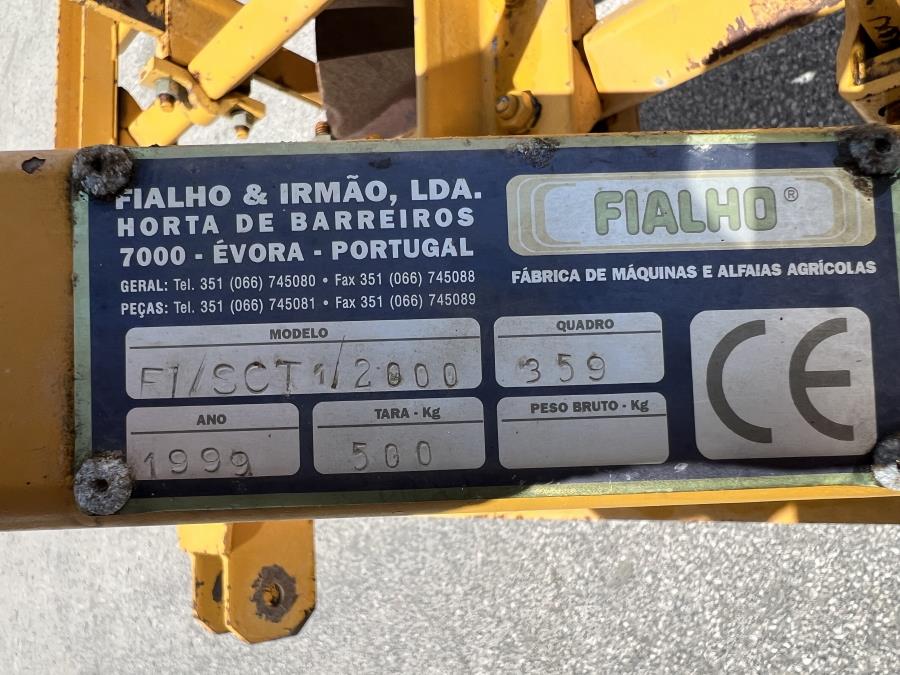 FIALHO & IRMÃO, LDA.
HORTA DE BARREIROS
7000 - ÉVORA - PORTUGAL
GERAL: Tel. 351 (066) 745080 • Fax 351 (066) 745088
PEÇAS: Tel. 351 (066) 745081 • Fax 351 (066) 745089
FIALHO®
FÁBRICA DE MÁQUINAS E ALFAIAS AGRÍCOLAS
MODELO
FI/SCT1/2000
QUADRO
359
ANO
1999
TARA - Kg
500
PESO BRUTO - Kg
CE